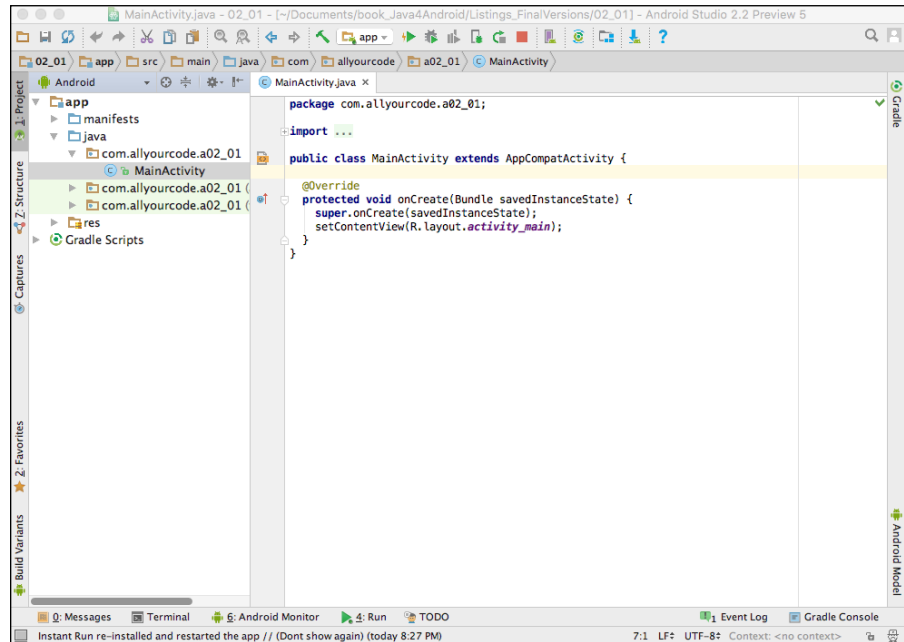 MainActivity.java - 02_01 - [~/Documents/book_Java4Android/Listings_FinalVersions/02_01] - Android Studio 2.2 Preview 5
app
02_01 app src main java com allyourcode a02_01 MainActivity
Android
MainActivity.java ×
1: Project
Z: Structure
Captures
2: Favorites
Build Variants
app
manifests
java
com.allyourcode.a02_01
MainActivity
com.allyourcode.a02_01 (
com.allyourcode.a02_01 (
res
Gradle Scripts
package com.allyourcode.a02_01;
import ...
public class MainActivity extends AppCompatActivity {
@Override
protected void onCreate(Bundle savedInstanceState) {
super.onCreate(savedInstanceState);
setContentView(R.layout.activity_main);
}
}
Gradle
Android Model
0: Messages Terminal 6: Android Monitor 4: Run TODO 1 Event Log Gradle Console
Instant Run re-installed and restarted the app // (Dont show again) (today 8:27 PM) 7:1 LF÷ UTF-8÷ Context: <no context>